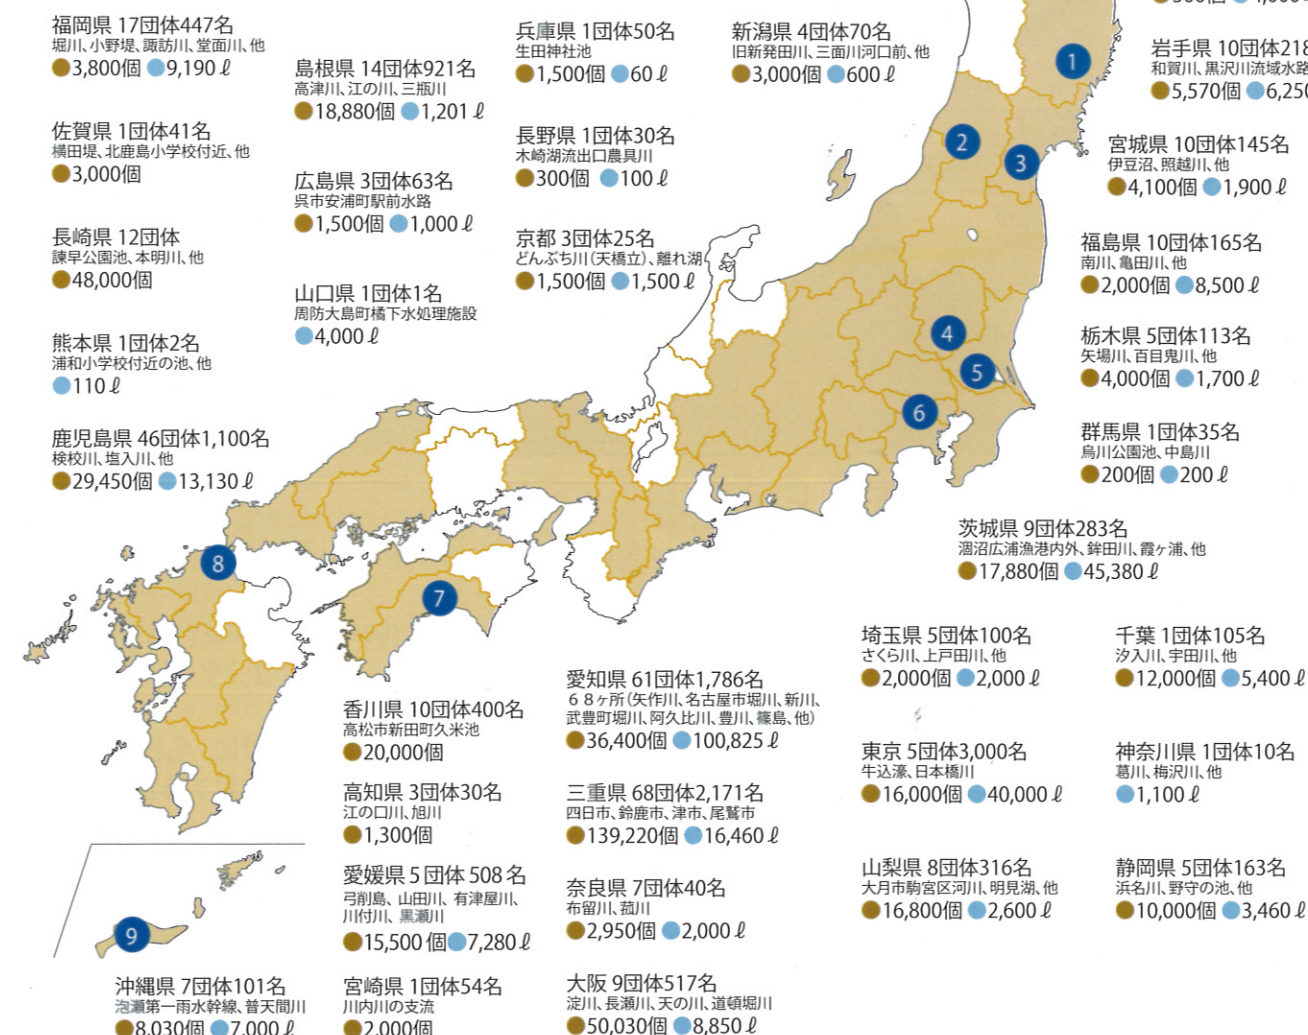 福岡県 17団体447名
堀川、小野堤、諏訪川、堂面川、他
3,800個 9,190ℓ
佐賀県 1団体41名
横田堤、北鹿島小学校付近、他
3,000個
長崎県 12団体
諫早公園池、本明川、他
48,000個
熊本県 1団体2名
浦和小学校付近の池、他
110ℓ
鹿児島県 46団体1,100名
検校川、塩入川、他
29,450個 13,130ℓ
島根県 14団体921名
高津川、江の川、三瓶川
18,880個 1,201ℓ
広島県 3団体63名
呉市安浦町駅前水路
1,500個 1,000ℓ
山口県 1団体1名
周防大島町橘下水処理施設
4,000ℓ
兵庫県 1団体50名
生田神社池
1,500個 60ℓ
長野県 1団体30名
木崎湖流出口農具川
300個 100ℓ
京都 3団体25名
どんぶち川（天橋立）、離れ湖
1,500個 1,500ℓ
新潟県 4団体70名
旧新発田川、三面川河口前、他
3,000個 600ℓ
岩手県 10団体218
和賀川、黒沢川流域水路
5,570個 6,250
宮城県 10団体145名
伊豆沼、照越川、他
4,100個 1,900ℓ
福島県 10団体165名
南川、亀田川、他
2,000個 8,500ℓ
栃木県 5団体113名
矢場川、百目鬼川、他
4,000個 1,700ℓ
群馬県 1団体35名
烏川公園池、中島川
200個 200ℓ
茨城県 9団体283名
涸沼広浦漁港内外、鉾田川、霞ヶ浦、他
17,880個 45,380ℓ
埼玉県 5団体100名
さくら川、上戸田川、他
2,000個 2,000ℓ
千葉 1団体105名
汐入川、宇田川、他
12,000個 5,400ℓ
東京 5団体3,000名
牛込濠、日本橋川
16,000個 40,000ℓ
神奈川県 1団体10名
葛川、梅沢川、他
1,100ℓ
山梨県 8団体316名
大月市駒宮区河川、明見湖、他
16,800個 2,600ℓ
静岡県 5団体163名
浜名川、野守の池、他
10,000個 3,460ℓ
愛知県 61団体1,786名
６８ヶ所（矢作川、名古屋市堀川、新川、
武豊町堀川、阿久比川、豊川、篠島、他）
36,400個 100,825ℓ
三重県 68団体2,171名
四日市、鈴鹿市、津市、尾鷲市
139,220個 16,460ℓ
奈良県 7団体40名
布留川、菰川
2,950個 2,000ℓ
大阪 9団体517名
淀川、長瀬川、天の川、道頓堀川
50,030個 8,850ℓ
香川県 10団体400名
高松市新田町久米池
20,000個
高知県 3団体30名
江の口川、旭川
1,300個
愛媛県 5団体 508名
弓削島、山田川、有津屋川、
川付川、黒瀬川
15,500個 7,280ℓ
宮崎県 1団体54名
川内川の支流
2,000個
沖縄県 7団体101名
泡瀬第一雨水幹線、普天間川
8,030個 7,000ℓ
1
2
3
4
5
6
7
8
9